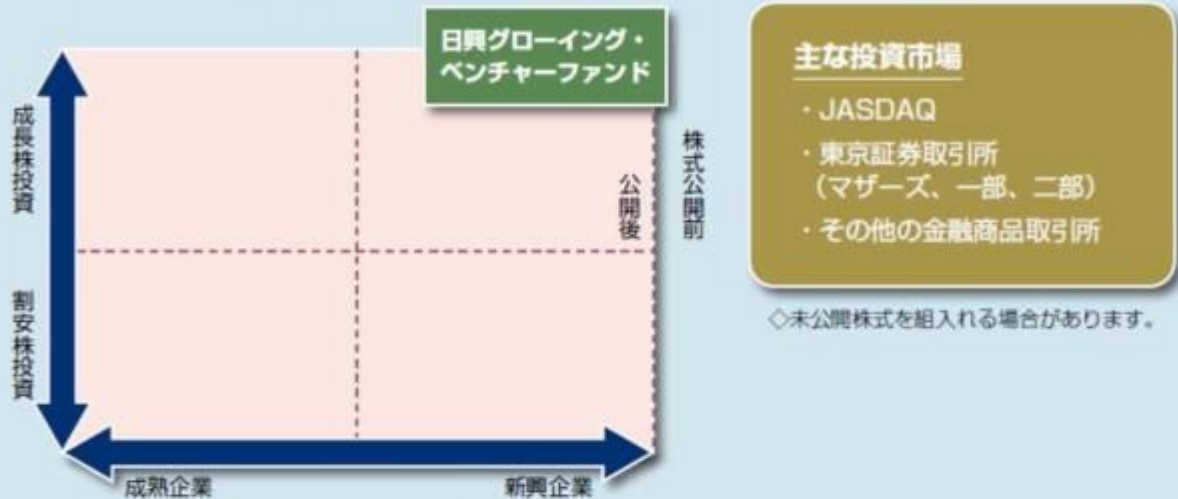 日興グローイング・
ベンチャーファンド
成長株投資
割安株投資
公開後
株式公開前
成熟企業
新興企業
主な投資市場
・JASDAQ
・東京証券取引所
（マザーズ、一部、二部）
・その他の金融商品取引所
◇未公開株式を組入れる場合があります。